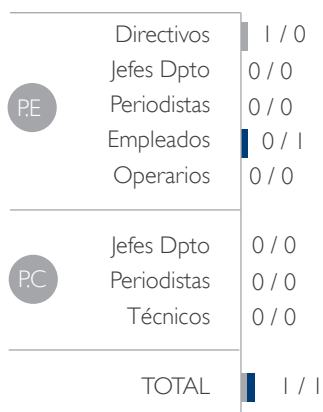 Directivos 1 / 0
Jefes Dpto 0 / 0
P.E Periodistas 0 / 0
Empleados 0 / 1
Operarios 0 / 0
Jefes Dpto 0 / 0
P.C Periodistas 0 / 0
Técnicos 0 / 0
TOTAL 1 / 1